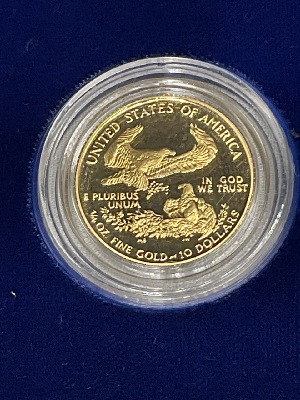 UNITED STATES OF AMERICA
E PLURIBUS
UNUM
IN GOD
WE TRUST
¼ OZ. FINE GOLD~10 DOLLARS